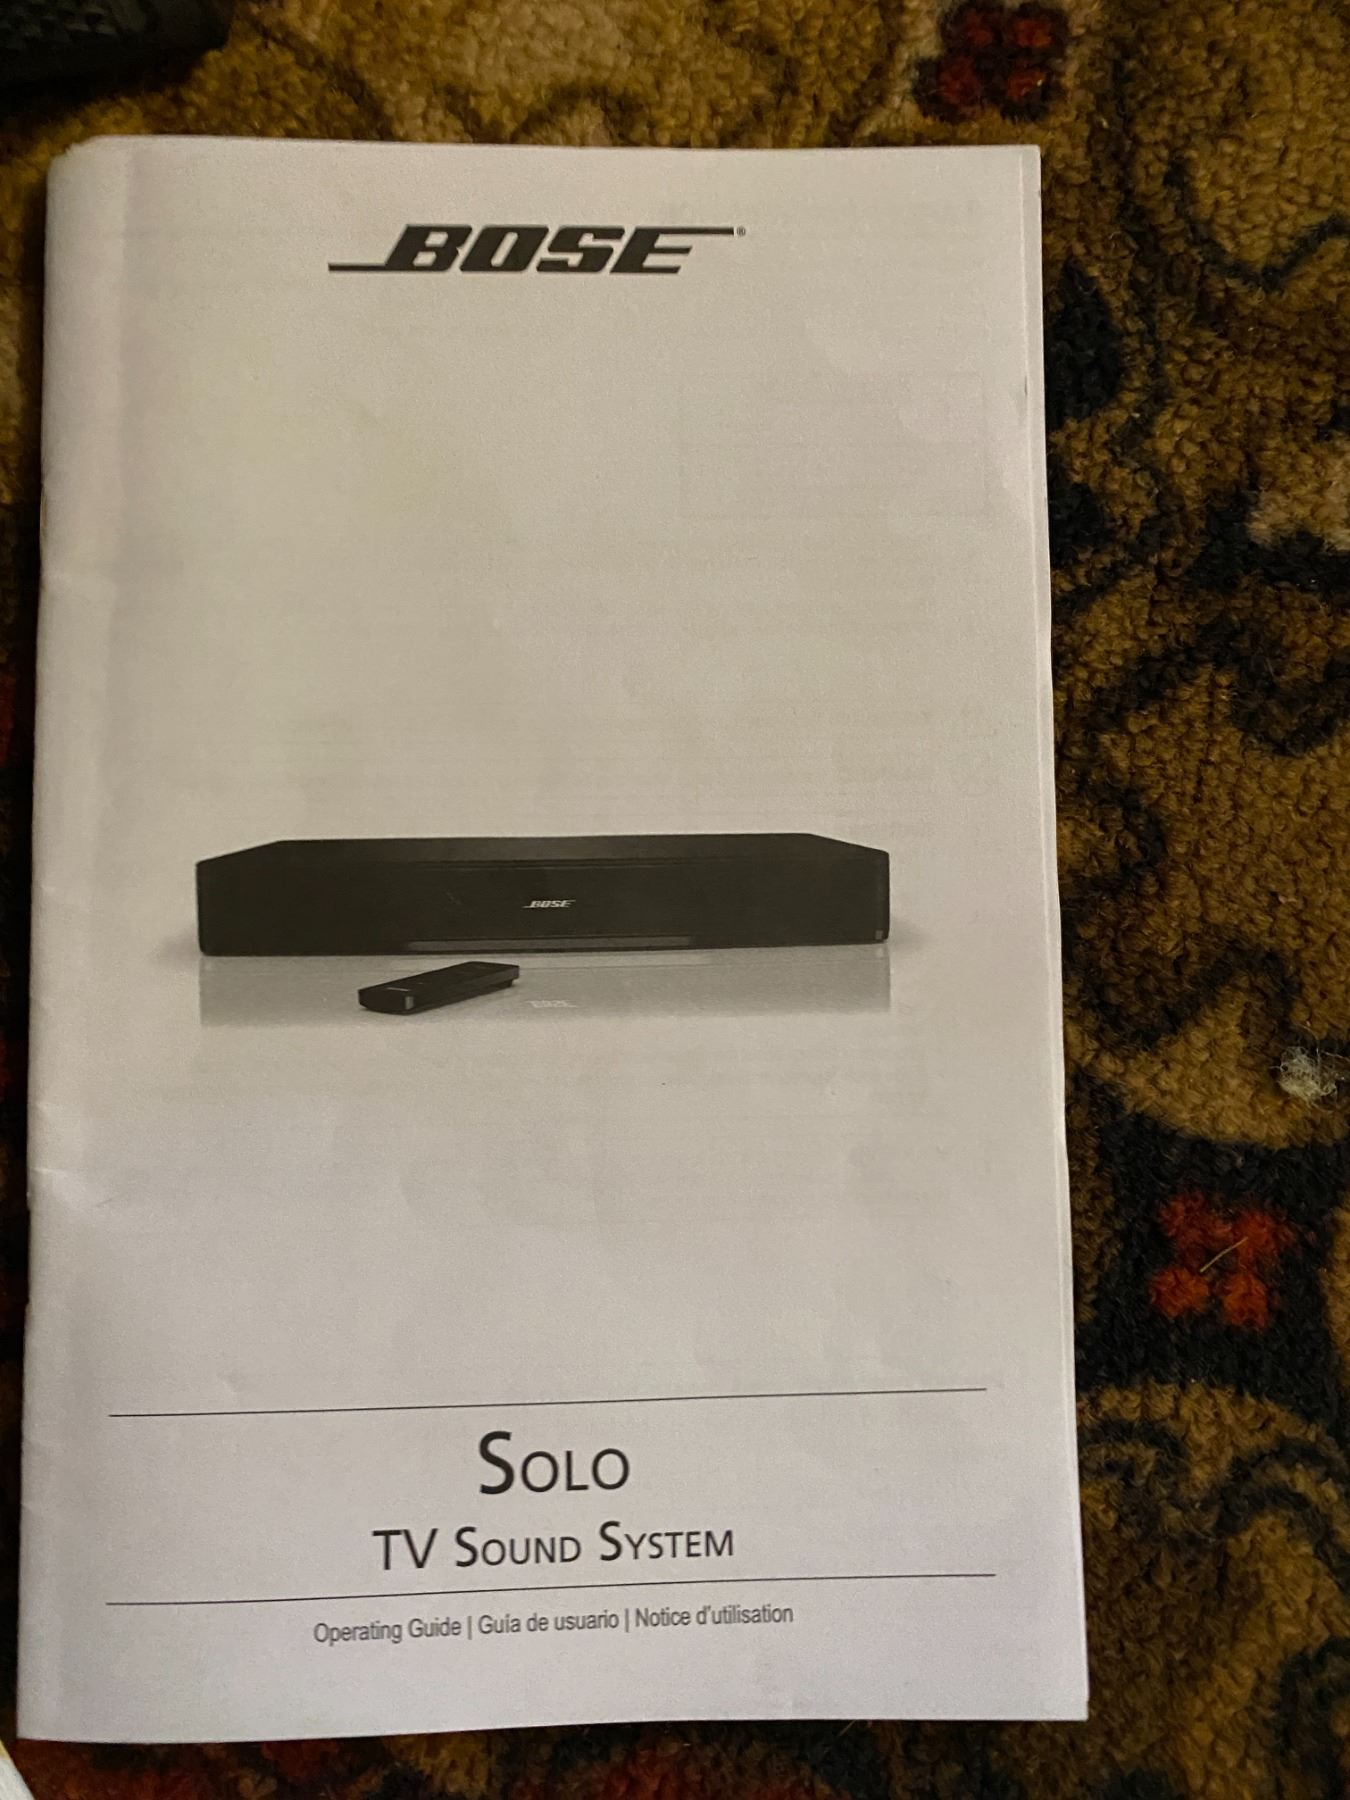 BOSE®
BOSE
SOLO
TV SOUND SYSTEM
Operating Guide | Guía de usuario | Notice d'utilisation